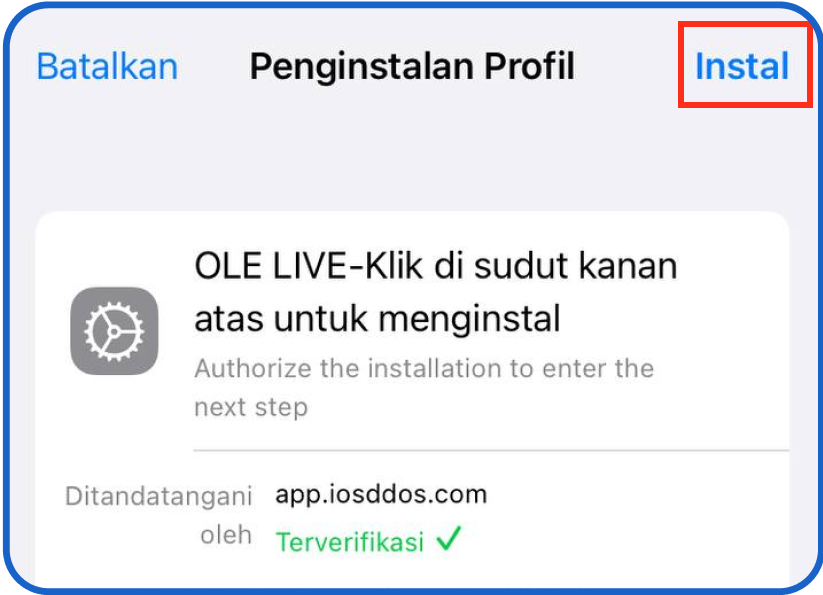 Batalkan Penginstalan Profil Instal
OLE LIVE-Klik di sudut kanan
atas untuk menginstal
Authorize the installation to enter the
next step
Ditandatangani app.iosddos.com
oleh Terverifikasi ✓